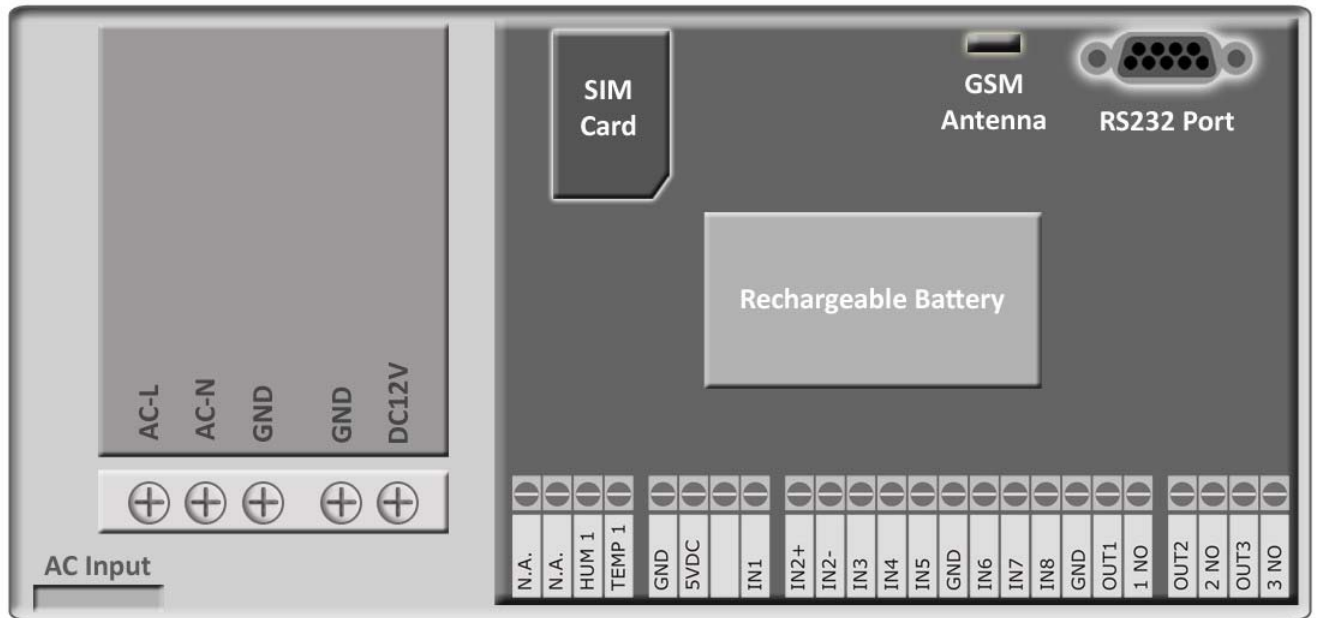 SIM
Card
GSM
Antenna
RS232 Port
Rechargeable Battery
AC-L
AC-N
GND
GND
DC12V
AC Input
N.A.
N.A.
HUM 1
TEMP 1
GND
5VDC
IN1
IN2+
IN2-
IN3
IN4
IN5
GND
IN6
IN7
IN8
GND
OUT1
1 NO
OUT2
2 NO
OUT3
3 NO